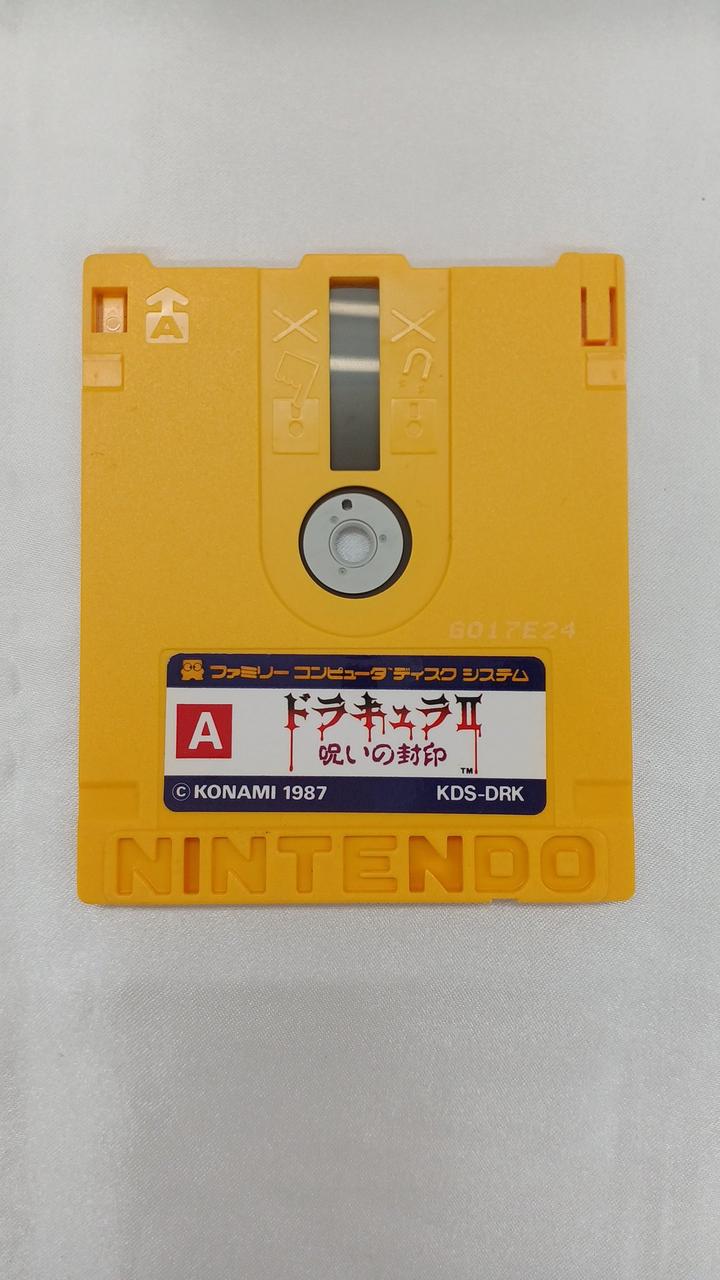 A
G017E24
ファミリー コンピュータ ディスク システム
A
ドラキュラⅡ
呪いの封印
TM
© KONAMI 1987 KDS-DRK
NINTENDO